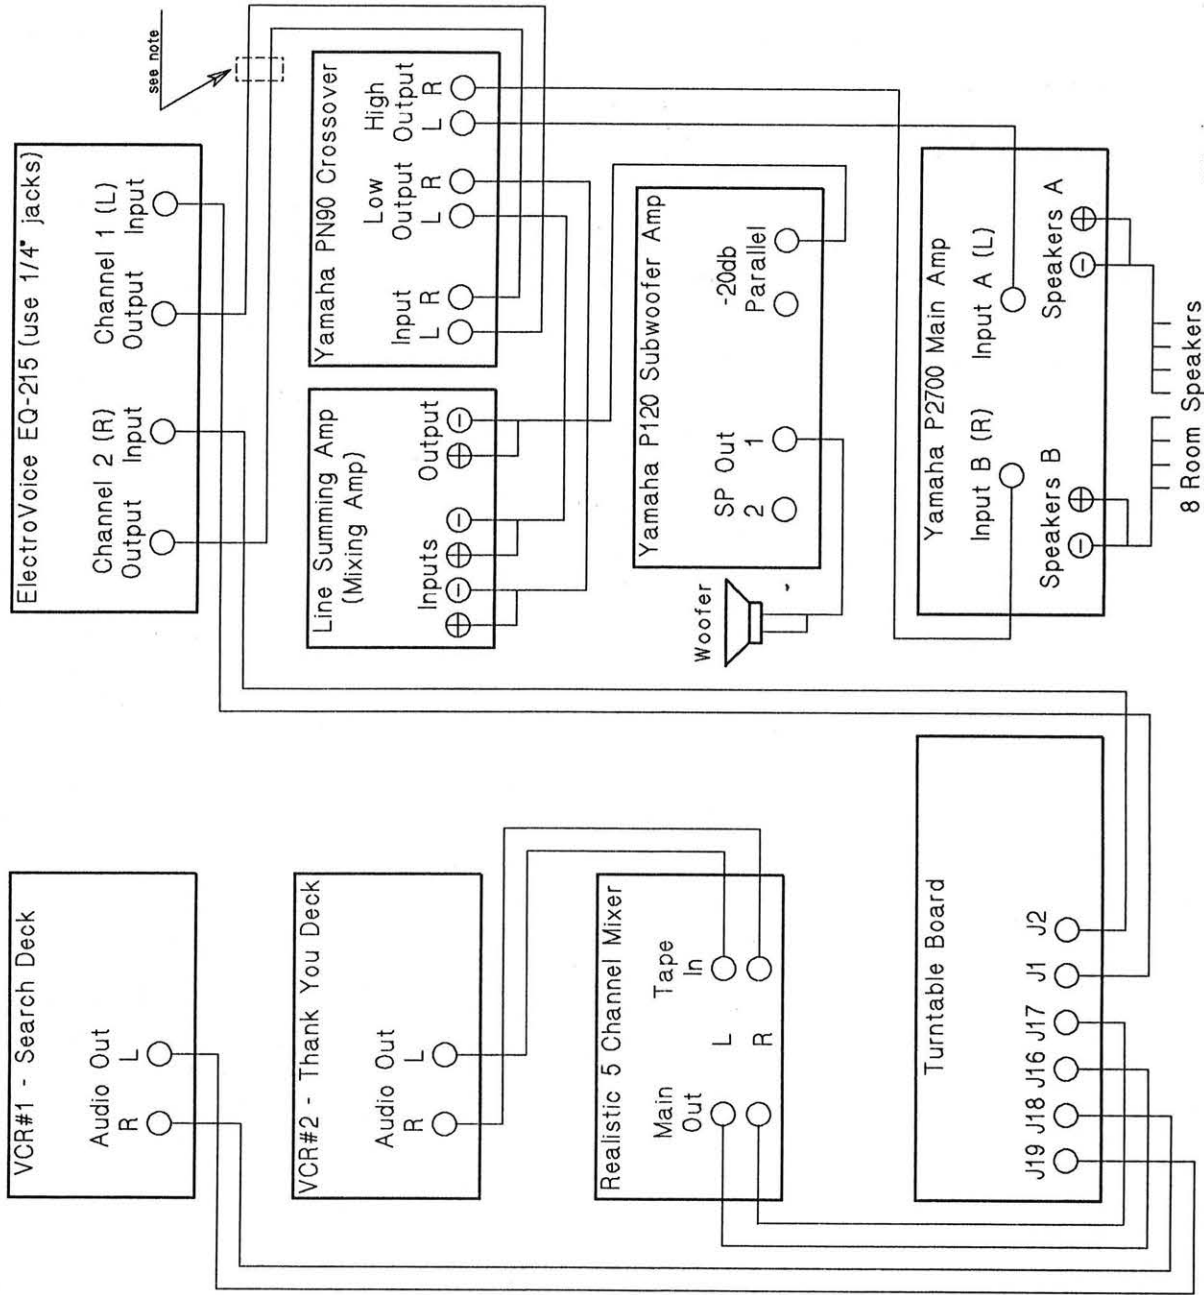 VCR#1 - Search Deck
Audio Out
R L
VCR#2 - Thank You Deck
Audio Out
R L
Realistic 5 Channel Mixer
Main
Out
Tape
In
L
R
Turntable Board
J19 J18 J16 J17 J1 J2
ElectroVoice EQ-215 (use 1/4" jacks)
Channel 2 (R)
Output Input
Channel 1 (L)
Output Input
see note
Line Summing Amp
(Mixing Amp)
Inputs
Output
+ - + - + -
Yamaha PN90 Crossover
Input
L R
Low
Output
L R
High
Output
L R
Yamaha P120 Subwoofer Amp
SP Out
2 1
-20db
Parallel
Woofer
Yamaha P2700 Main Amp
Input B (R)
Input A (L)
Speakers B
- +
Speakers A
- +
8 Room Speakers